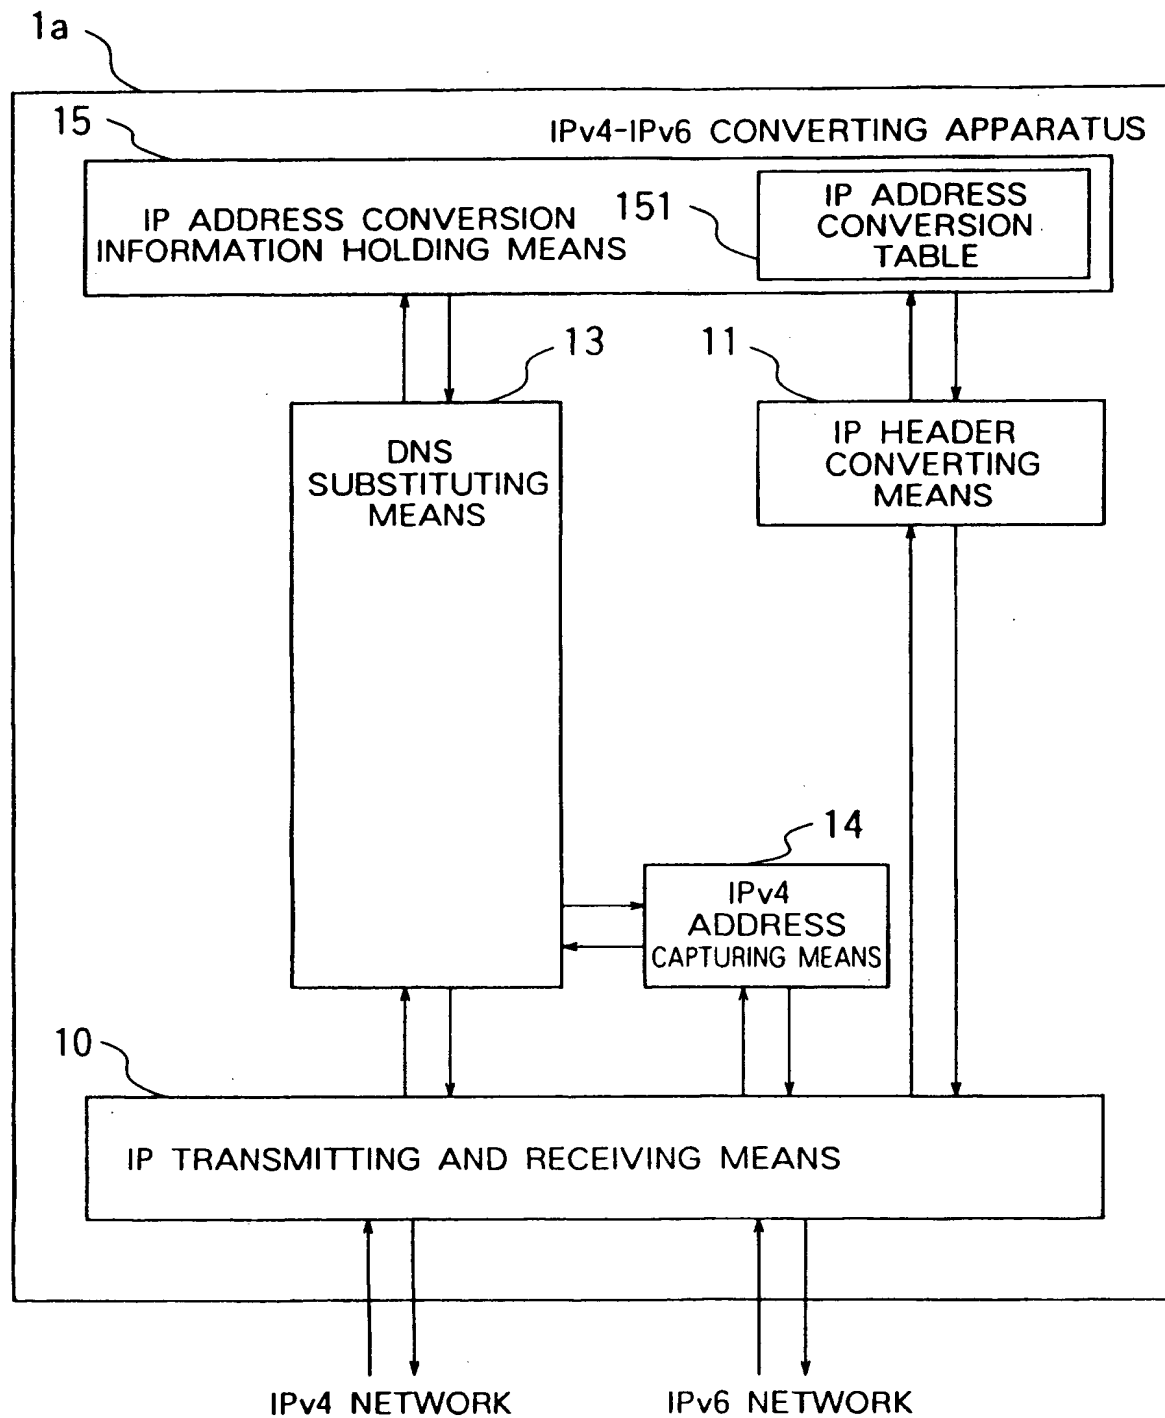 1a
15
IPv4-IPv6 CONVERTING APPARATUS
IP ADDRESS CONVERSION
INFORMATION HOLDING MEANS
151
IP ADDRESS
CONVERSION
TABLE
13
11
DNS
SUBSTITUTING
MEANS
IP HEADER
CONVERTING
MEANS
14
IPv4
ADDRESS
CAPTURING MEANS
10
IP TRANSMITTING AND RECEIVING MEANS
IPv4 NETWORK
IPv6 NETWORK